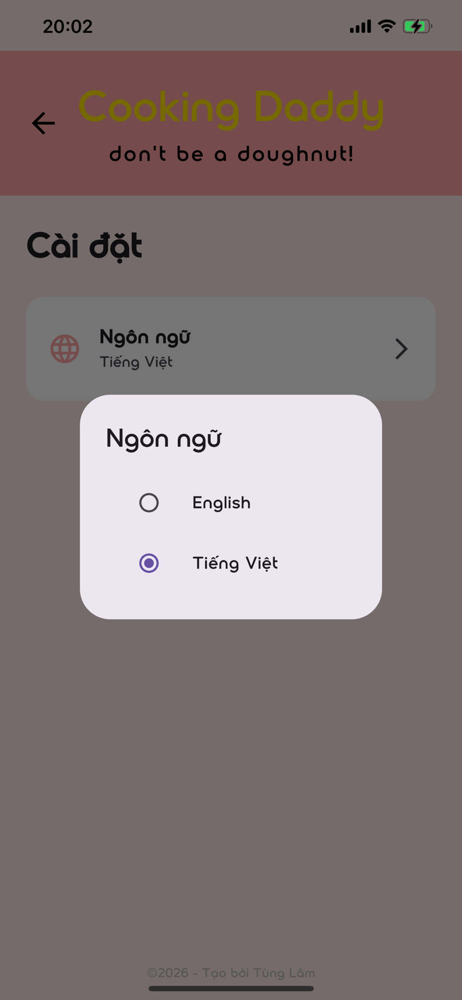 20:02
Cooking Daddy
don't be a doughnut!
Cài đặt
Ngôn ngữ
Tiếng Việt
Ngôn ngữ
English
Tiếng Việt
©2026 - Tạo bởi Tùng Lâm